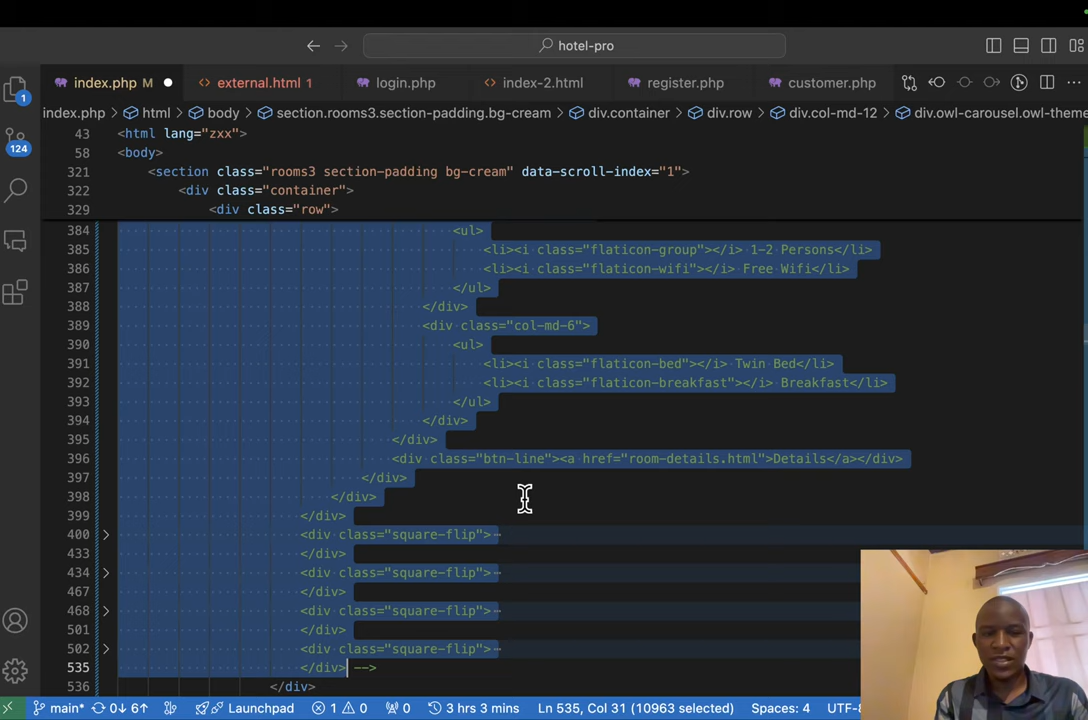 hotel-pro
index.php M external.html 1 login.php index-2.html register.php customer.php
index.php html body section.rooms3.section-padding.bg-cream div.container div.row div.col-md-12 div.owl-carousel.owl-theme
43 <html lang="zxx">
58 <body>
321 <section class="rooms3 section-padding bg-cream" data-scroll-index="1">
322 <div class="container">
329 <div class="row">
384 <ul>
385 <li><i class="flaticon-group"></i> 1-2 Persons</li>
386 <li><i class="flaticon-wifi"></i> Free Wifi</li>
387 </ul>
388 </div>
389 <div class="col-md-6">
390 <ul>
391 <li><i class="flaticon-bed"></i> Twin Bed</li>
392 <li><i class="flaticon-breakfast"></i> Breakfast</li>
393 </ul>
394 </div>
395 </div>
396 <div class="btn-line"><a href="room-details.html">Details</a></div>
397 </div>
398 </div>
399 </div>
400 <div class="square-flip">
433 </div>
434 <div class="square-flip">
467 </div>
468 <div class="square-flip">
501 </div>
502 <div class="square-flip">
535 </div> -->
536 </div>
1
124
main* 0↓ 6↑ Launchpad 1 0 0 3 hrs 3 mins Ln 535, Col 31 (10963 selected) Spaces: 4 UTF-8